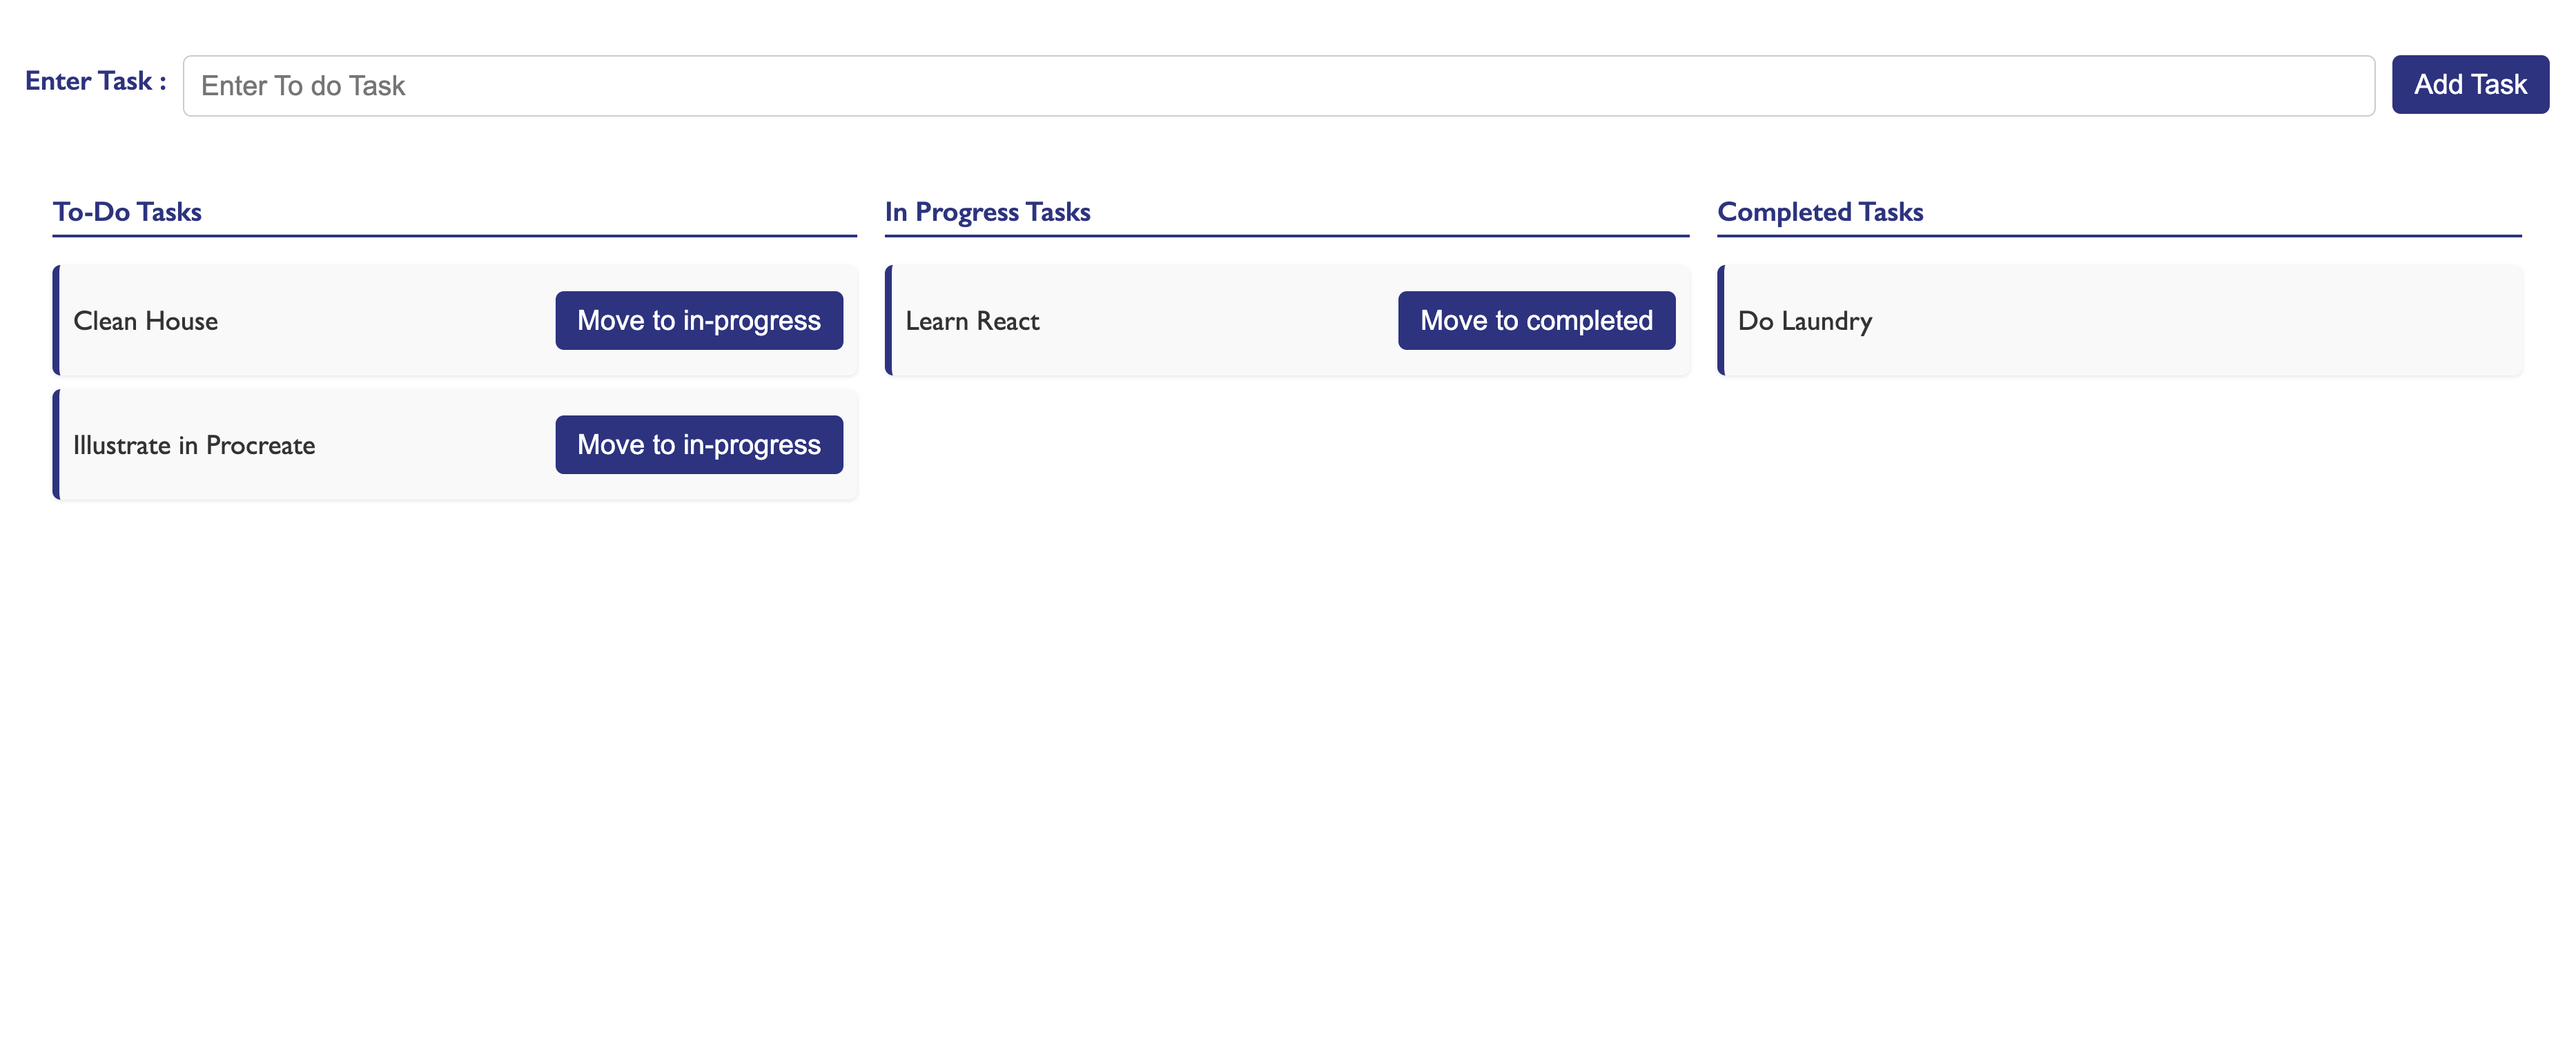 Enter Task :
Enter To do Task
Add Task
To-Do Tasks
Clean House
Move to in-progress
Illustrate in Procreate
Move to in-progress
In Progress Tasks
Learn React
Move to completed
Completed Tasks
Do Laundry